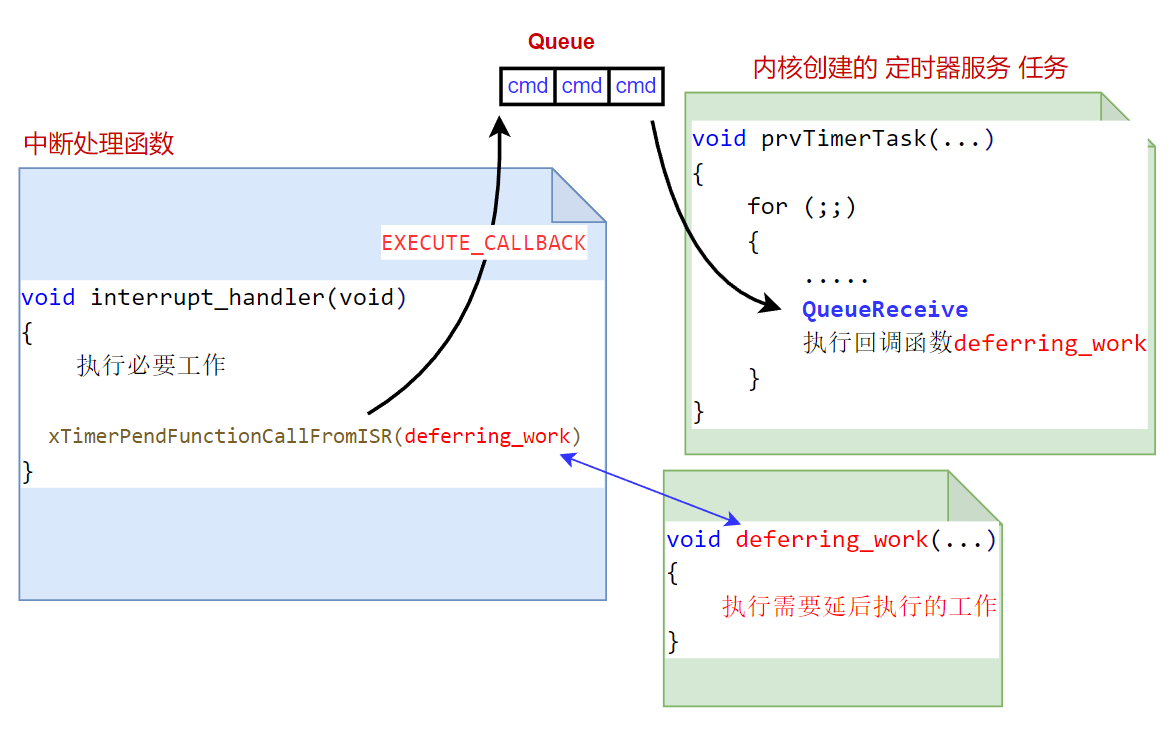 Queue
cmd cmd cmd
内核创建的 定时器服务 任务
void prvTimerTask(...)
{
for (;;)
{
.....
QueueReceive
执行回调函数deferring_work
}
}
中断处理函数
EXECUTE_CALLBACK
void interrupt_handler(void)
{
执行必要工作
xTimerPendFunctionCallFromISR(deferring_work)
}
void deferring_work(...)
{
执行需要延后执行的工作
}